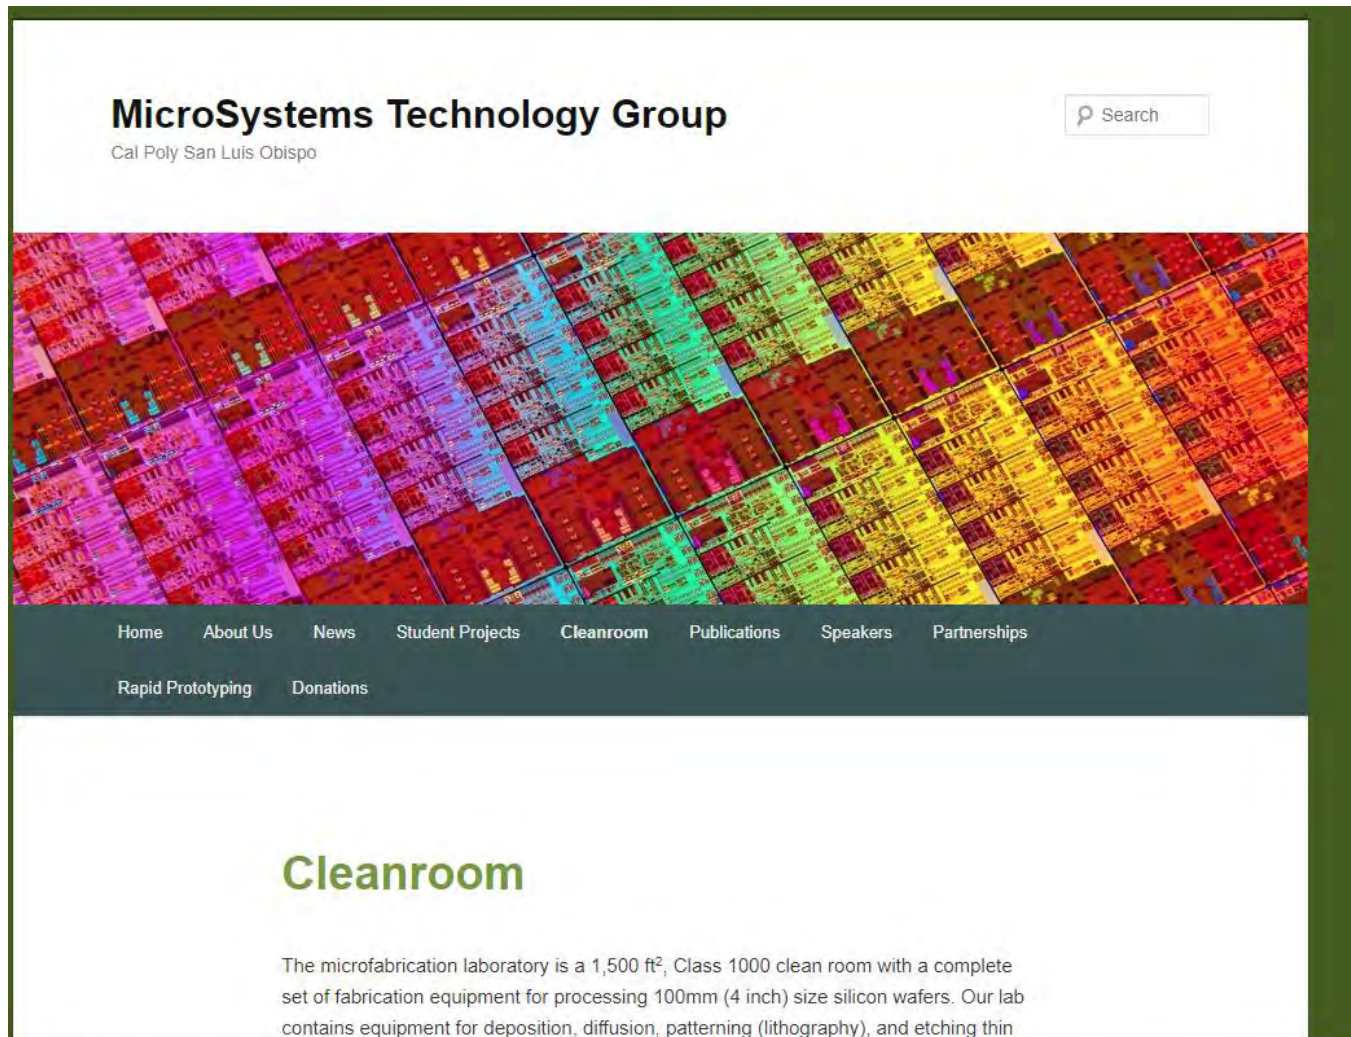 MicroSystems Technology Group
Cal Poly San Luis Obispo
Search
Home About Us News Student Projects Cleanroom Publications Speakers Partnerships
Rapid Prototyping Donations
Cleanroom
The microfabrication laboratory is a 1,500 ft², Class 1000 clean room with a complete
set of fabrication equipment for processing 100mm (4 inch) size silicon wafers. Our lab
contains equipment for deposition, diffusion, patterning (lithography), and etching thin